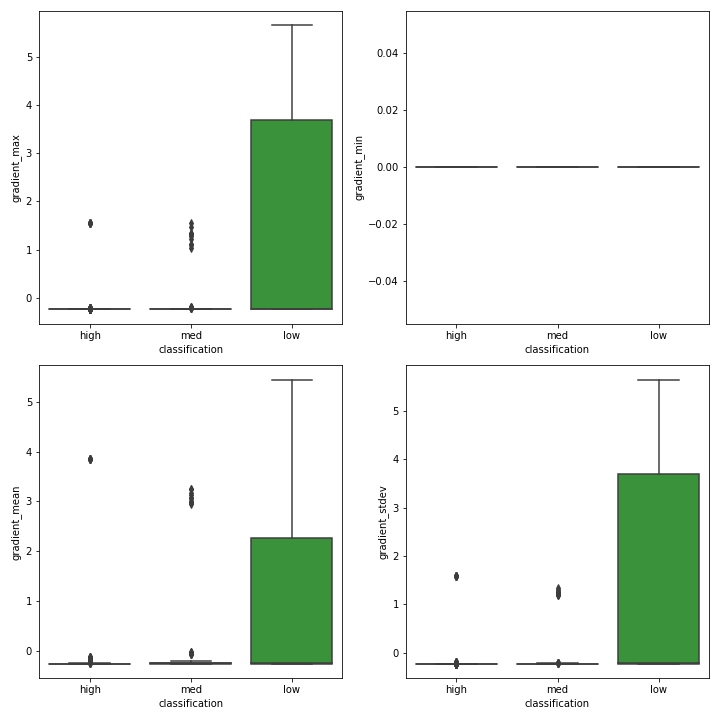 gradient_max
5
4
3
2
1
0
high med low
classification
gradient_min
0.04
0.02
0.00
−0.02
−0.04
high med low
classification
gradient_mean
5
4
3
2
1
0
high med low
classification
gradient_stdev
5
4
3
2
1
0
high med low
classification